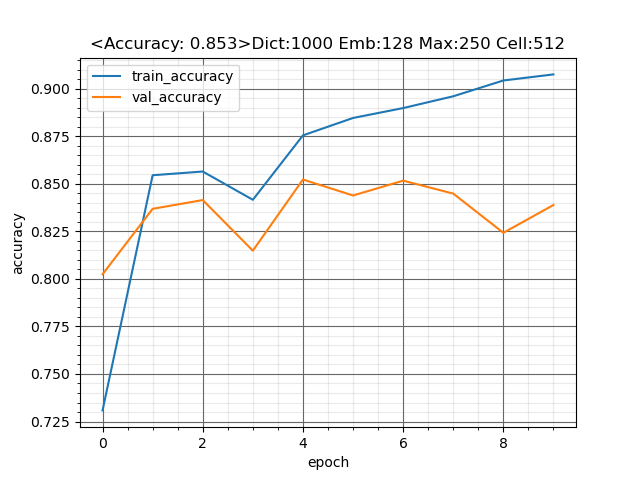 <Accuracy: 0.853>Dict:1000 Emb:128 Max:250 Cell:512
train_accuracy
val_accuracy
0.900
0.875
0.850
0.825
0.800
0.775
0.750
0.725
accuracy
0 2 4 6 8
epoch